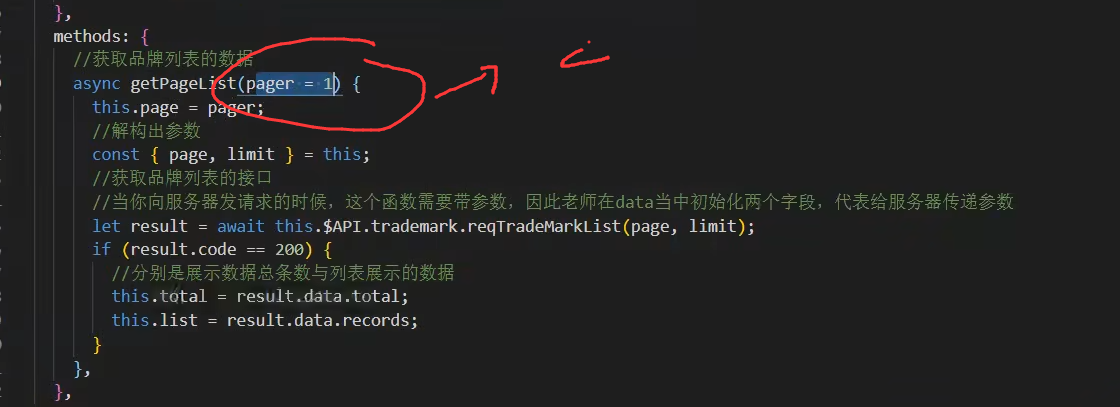 },
methods: {
//获取品牌列表的数据
async getPageList(pager = 1) {
this.page = pager;
//解构出参数
const { page, limit } = this;
//获取品牌列表的接口
//当你向服务器发请求的时候，这个函数需要带参数，因此老师在data当中初始化两个字段，代表给服务器传递参数
let result = await this.$API.trademark.reqTradeMarkList(page, limit);
if (result.code == 200) {
//分别是展示数据总条数与列表展示的数据
this.total = result.data.total;
this.list = result.data.records;
}
},
},